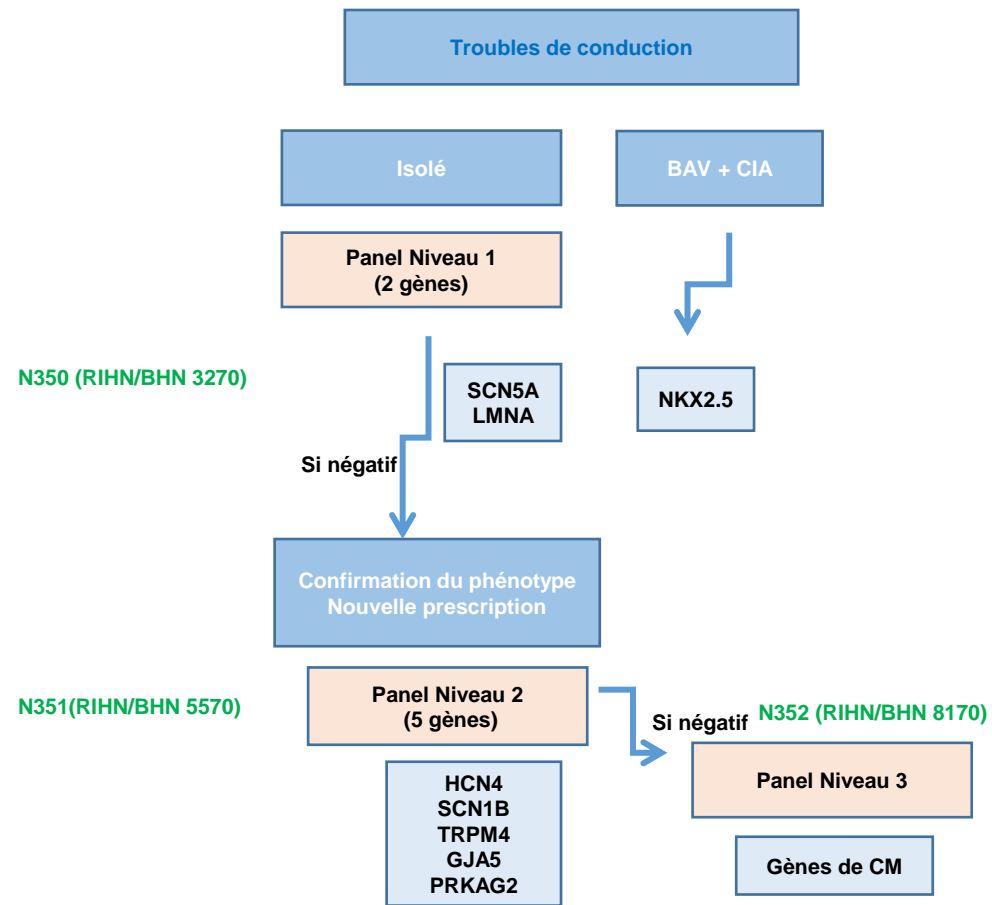 Troubles de conduction
Isolé
BAV + CIA
Panel Niveau 1
(2 gènes)
N350 (RIHN/BHN 3270)
SCN5A
LMNA
NKX2.5
Si négatif
Confirmation du phénotype
Nouvelle prescription
N351(RIHN/BHN 5570)
Panel Niveau 2
(5 gènes)
Si négatif
N352 (RIHN/BHN 8170)
Panel Niveau 3
HCN4
SCN1B
TRPM4
GJA5
PRKAG2
Gènes de CM